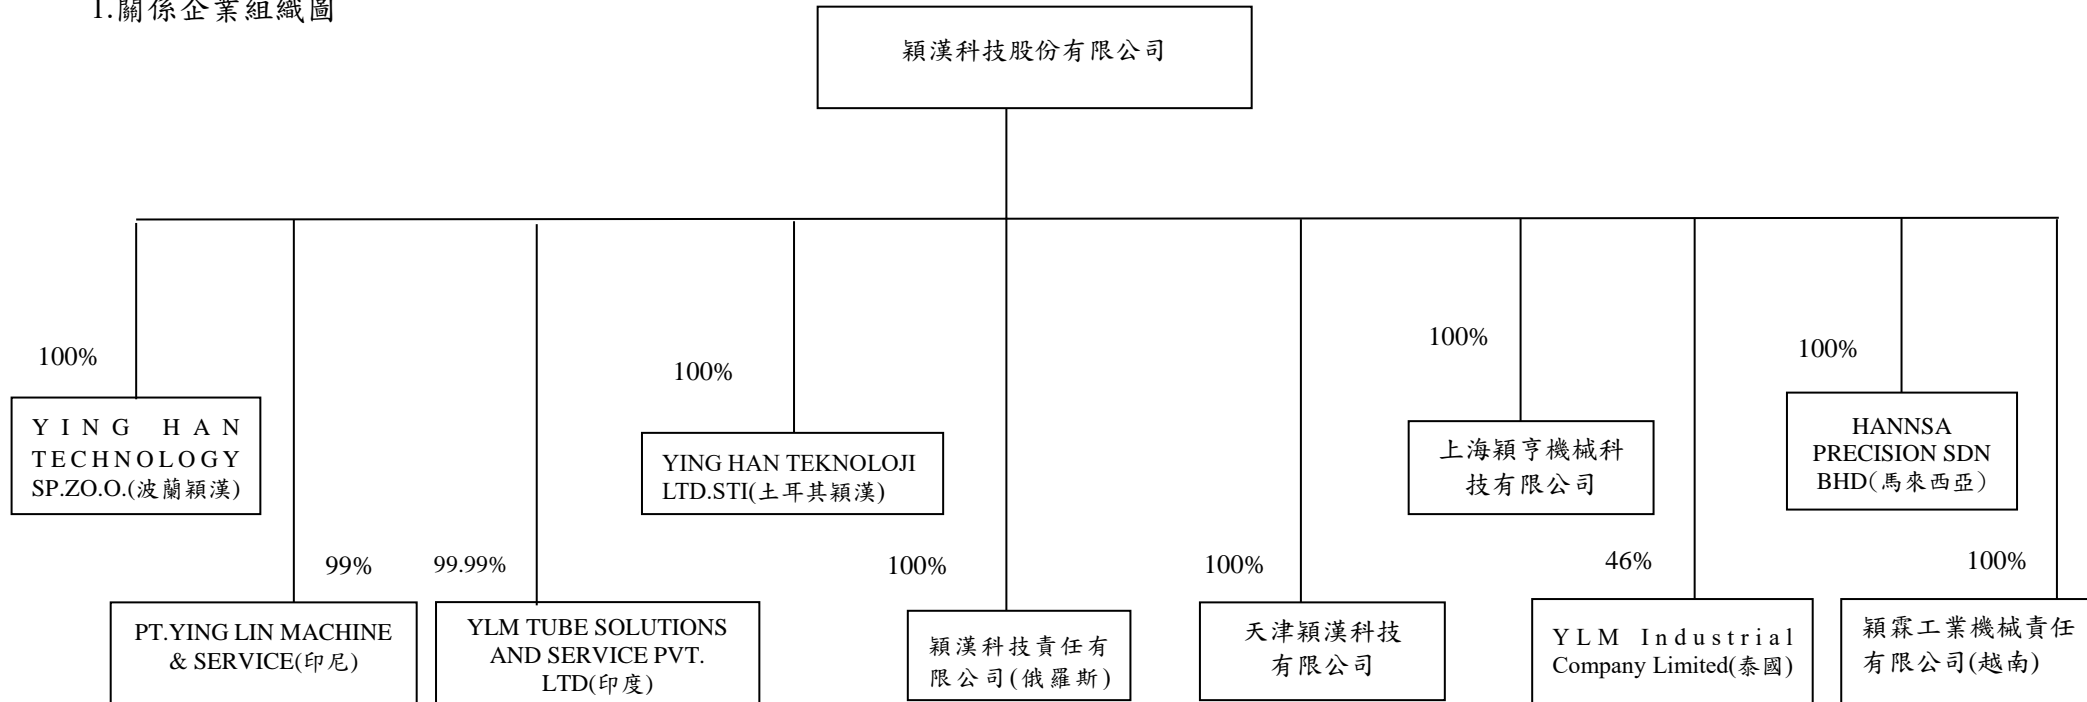 1.關係企業組織圖
穎漢科技股份有限公司
100%
YING HAN
TECHNOLOGY
SP.ZO.O.(波蘭穎漢)
99%
PT.YING LIN MACHINE
& SERVICE(印尼)
99.99%
YLM TUBE SOLUTIONS
AND SERVICE PVT.
LTD(印度)
100%
YING HAN TEKNOLOJI
LTD.STI(土耳其穎漢)
100%
穎漢科技責任有
限公司(俄羅斯)
100%
天津穎漢科技
有限公司
100%
上海穎亨機械科
技有限公司
46%
YLM Industrial
Company Limited(泰國)
100%
HANNSA
PRECISION SDN
BHD(馬來西亞)
100%
穎霖工業機械責任
有限公司(越南)